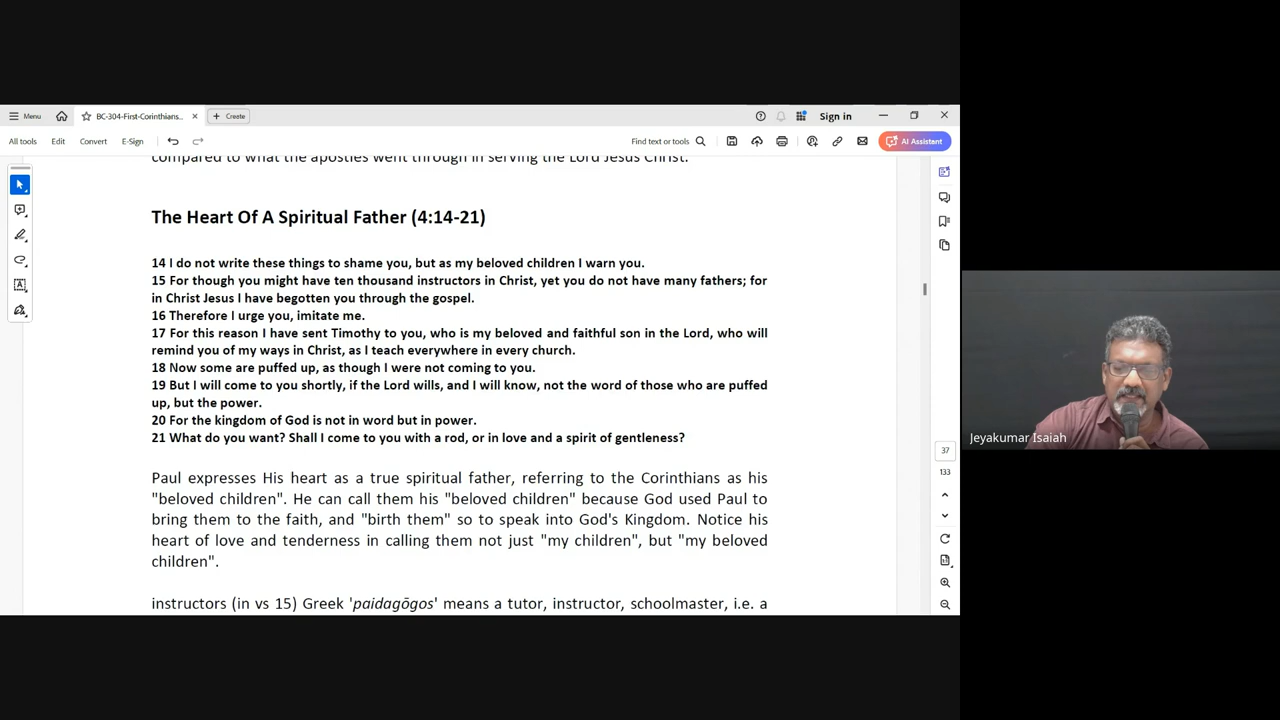 Menu
BC-304-First-Corinthians...
Create
Sign in
All tools
Edit
Convert
E-Sign
Find text or tools
AI Assistant
compared to what the apostles went through in serving the Lord Jesus Christ.
The Heart Of A Spiritual Father (4:14-21)
14 I do not write these things to shame you, but as my beloved children I warn you.
15 For though you might have ten thousand instructors in Christ, yet you do not have many fathers; for
in Christ Jesus I have begotten you through the gospel.
16 Therefore I urge you, imitate me.
17 For this reason I have sent Timothy to you, who is my beloved and faithful son in the Lord, who will
remind you of my ways in Christ, as I teach everywhere in every church.
18 Now some are puffed up, as though I were not coming to you.
19 But I will come to you shortly, if the Lord wills, and I will know, not the word of those who are puffed
up, but the power.
20 For the kingdom of God is not in word but in power.
21 What do you want? Shall I come to you with a rod, or in love and a spirit of gentleness?
Paul expresses His heart as a true spiritual father, referring to the Corinthians as his
"beloved children". He can call them his "beloved children" because God used Paul to
bring them to the faith, and "birth them" so to speak into God's Kingdom. Notice his
heart of love and tenderness in calling them not just "my children", but "my beloved
children".
instructors (in vs 15) Greek 'paidagōgos' means a tutor, instructor, schoolmaster, i.e. a
37
133
Jeyakumar Isaiah